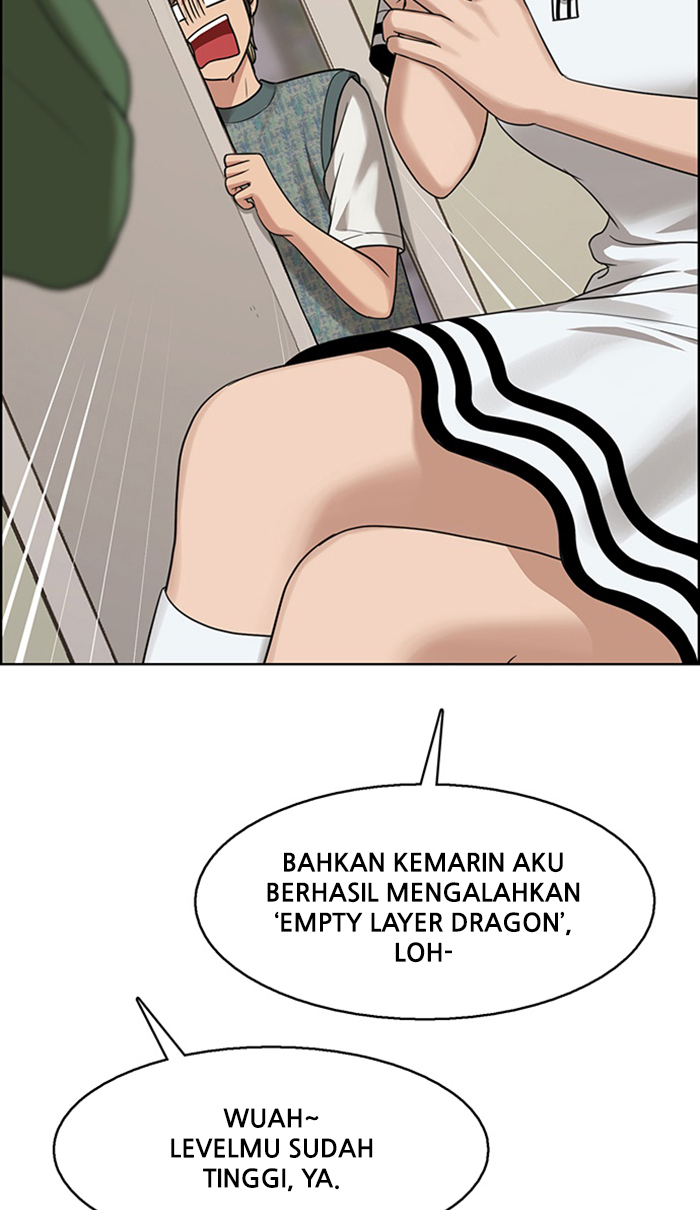 BAHKAN KEMARIN AKU
BERHASIL MENGALAHKAN
‘EMPTY LAYER DRAGON’,
LOH-
WUAH~
LEVELMU SUDAH
TINGGI, YA.